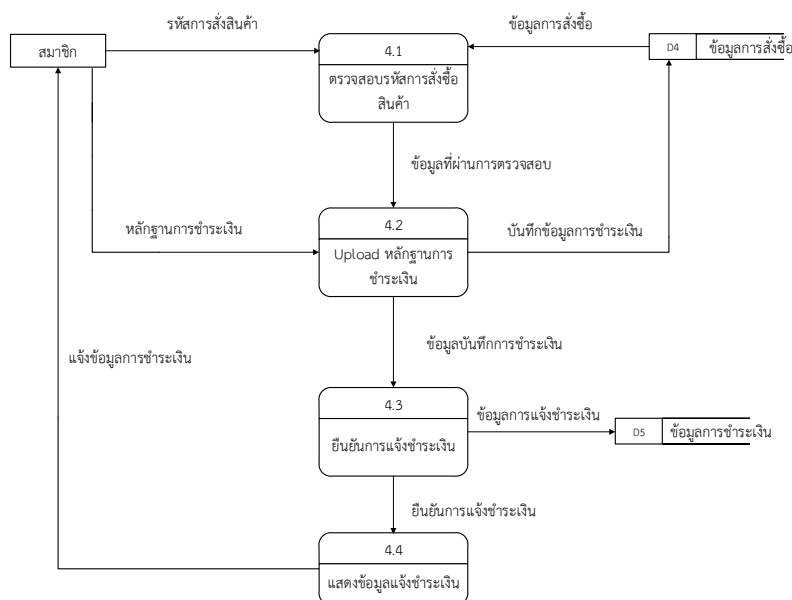 รหัสการสั่งสินค้า
ข้อมูลการสั่งซื้อ
สมาชิก
4.1
ตรวจสอบรหัสการสั่งซื้อ
สินค้า
D4
ข้อมูลการสั่งซื้อ
ข้อมูลที่ผ่านการตรวจสอบ
หลักฐานการชำระเงิน
4.2
Upload หลักฐานการ
ชำระเงิน
บันทึกข้อมูลการชำระเงิน
แจ้งข้อมูลการชำระเงิน
ข้อมูลบันทึกการชำระเงิน
4.3
ยืนยันการแจ้งชำระเงิน
ข้อมูลการแจ้งชำระเงิน
D5
ข้อมูลการชำระเงิน
ยืนยันการแจ้งชำระเงิน
4.4
แสดงข้อมูลแจ้งชำระเงิน